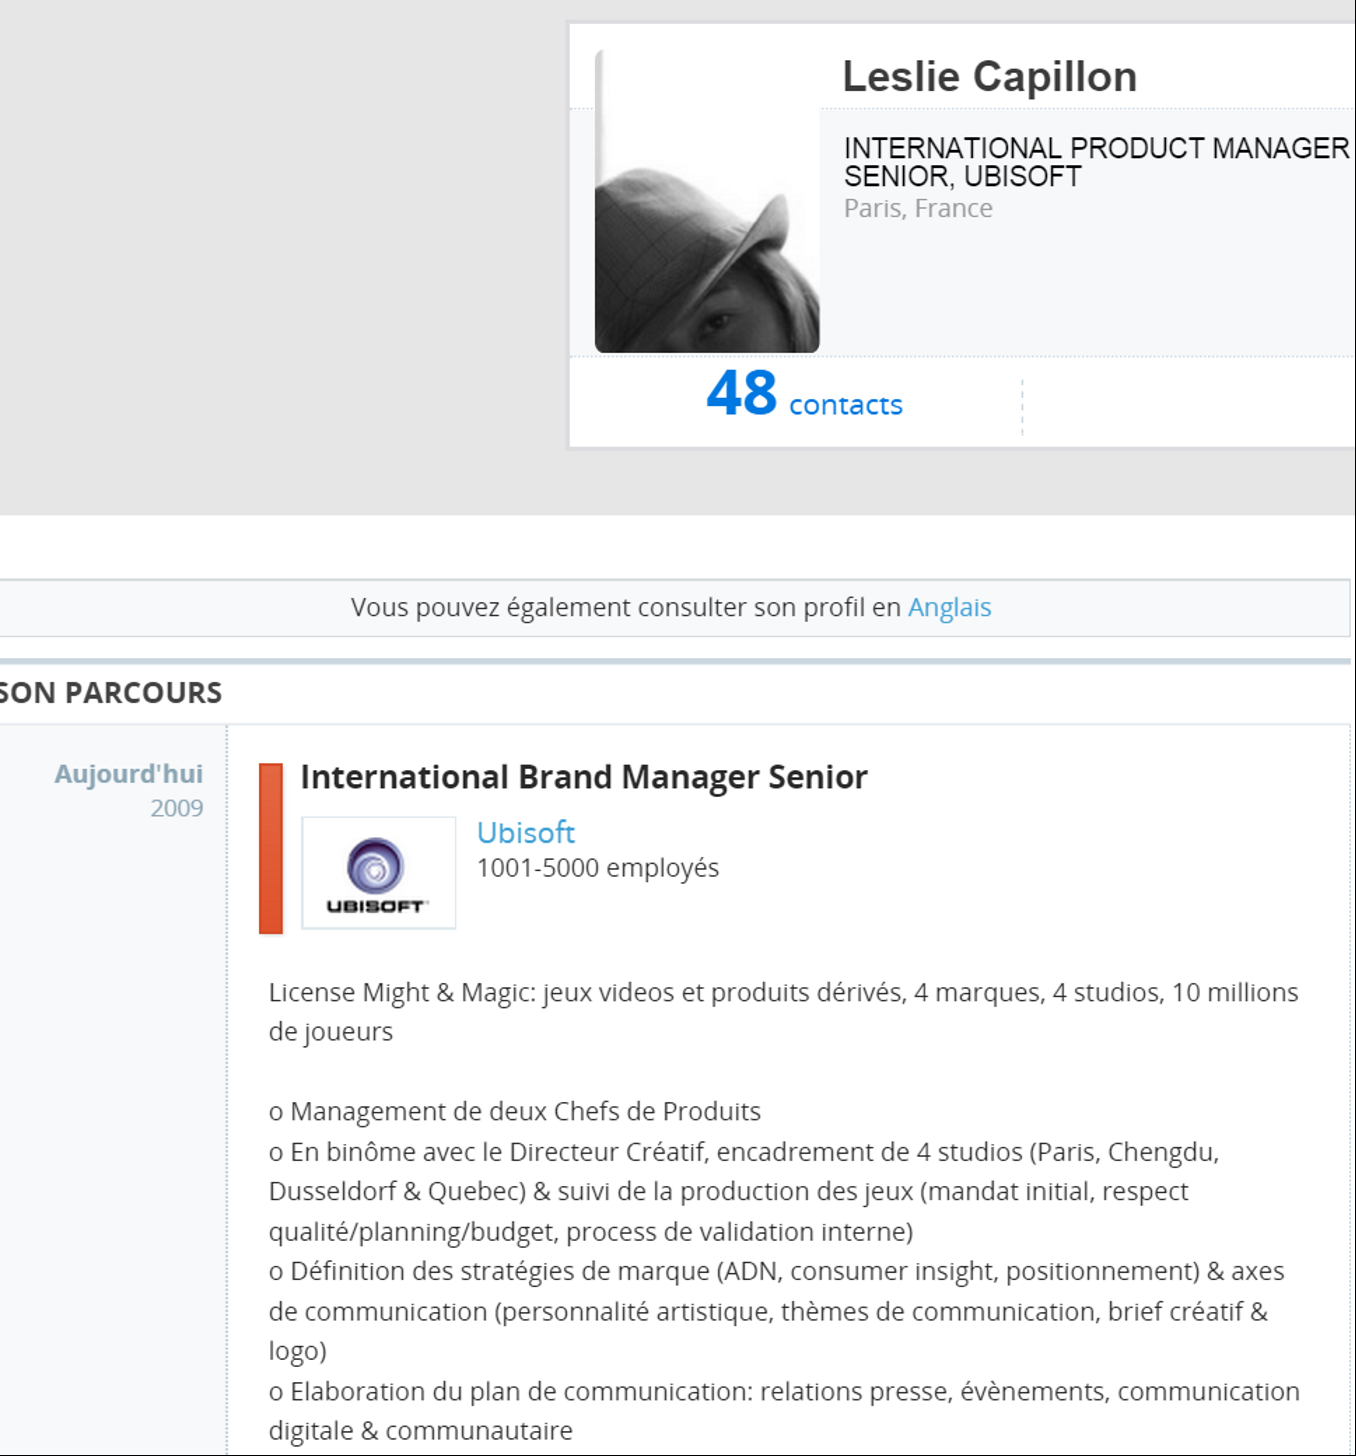 Leslie Capillon
INTERNATIONAL PRODUCT MANAGER
SENIOR, UBISOFT
Paris, France
48 contacts
Vous pouvez également consulter son profil en Anglais
SON PARCOURS
Aujourd'hui
2009
International Brand Manager Senior
UBISOFT
Ubisoft
1001-5000 employés
License Might & Magic: jeux videos et produits dérivés, 4 marques, 4 studios, 10 millions
de joueurs
o Management de deux Chefs de Produits
o En binôme avec le Directeur Créatif, encadrement de 4 studios (Paris, Chengdu,
Dusseldorf & Quebec) & suivi de la production des jeux (mandat initial, respect
qualité/planning/budget, process de validation interne)
o Définition des stratégies de marque (ADN, consumer insight, positionnement) & axes
de communication (personnalité artistique, thèmes de communication, brief créatif &
logo)
o Elaboration du plan de communication: relations presse, évènements, communication
digitale & communautaire